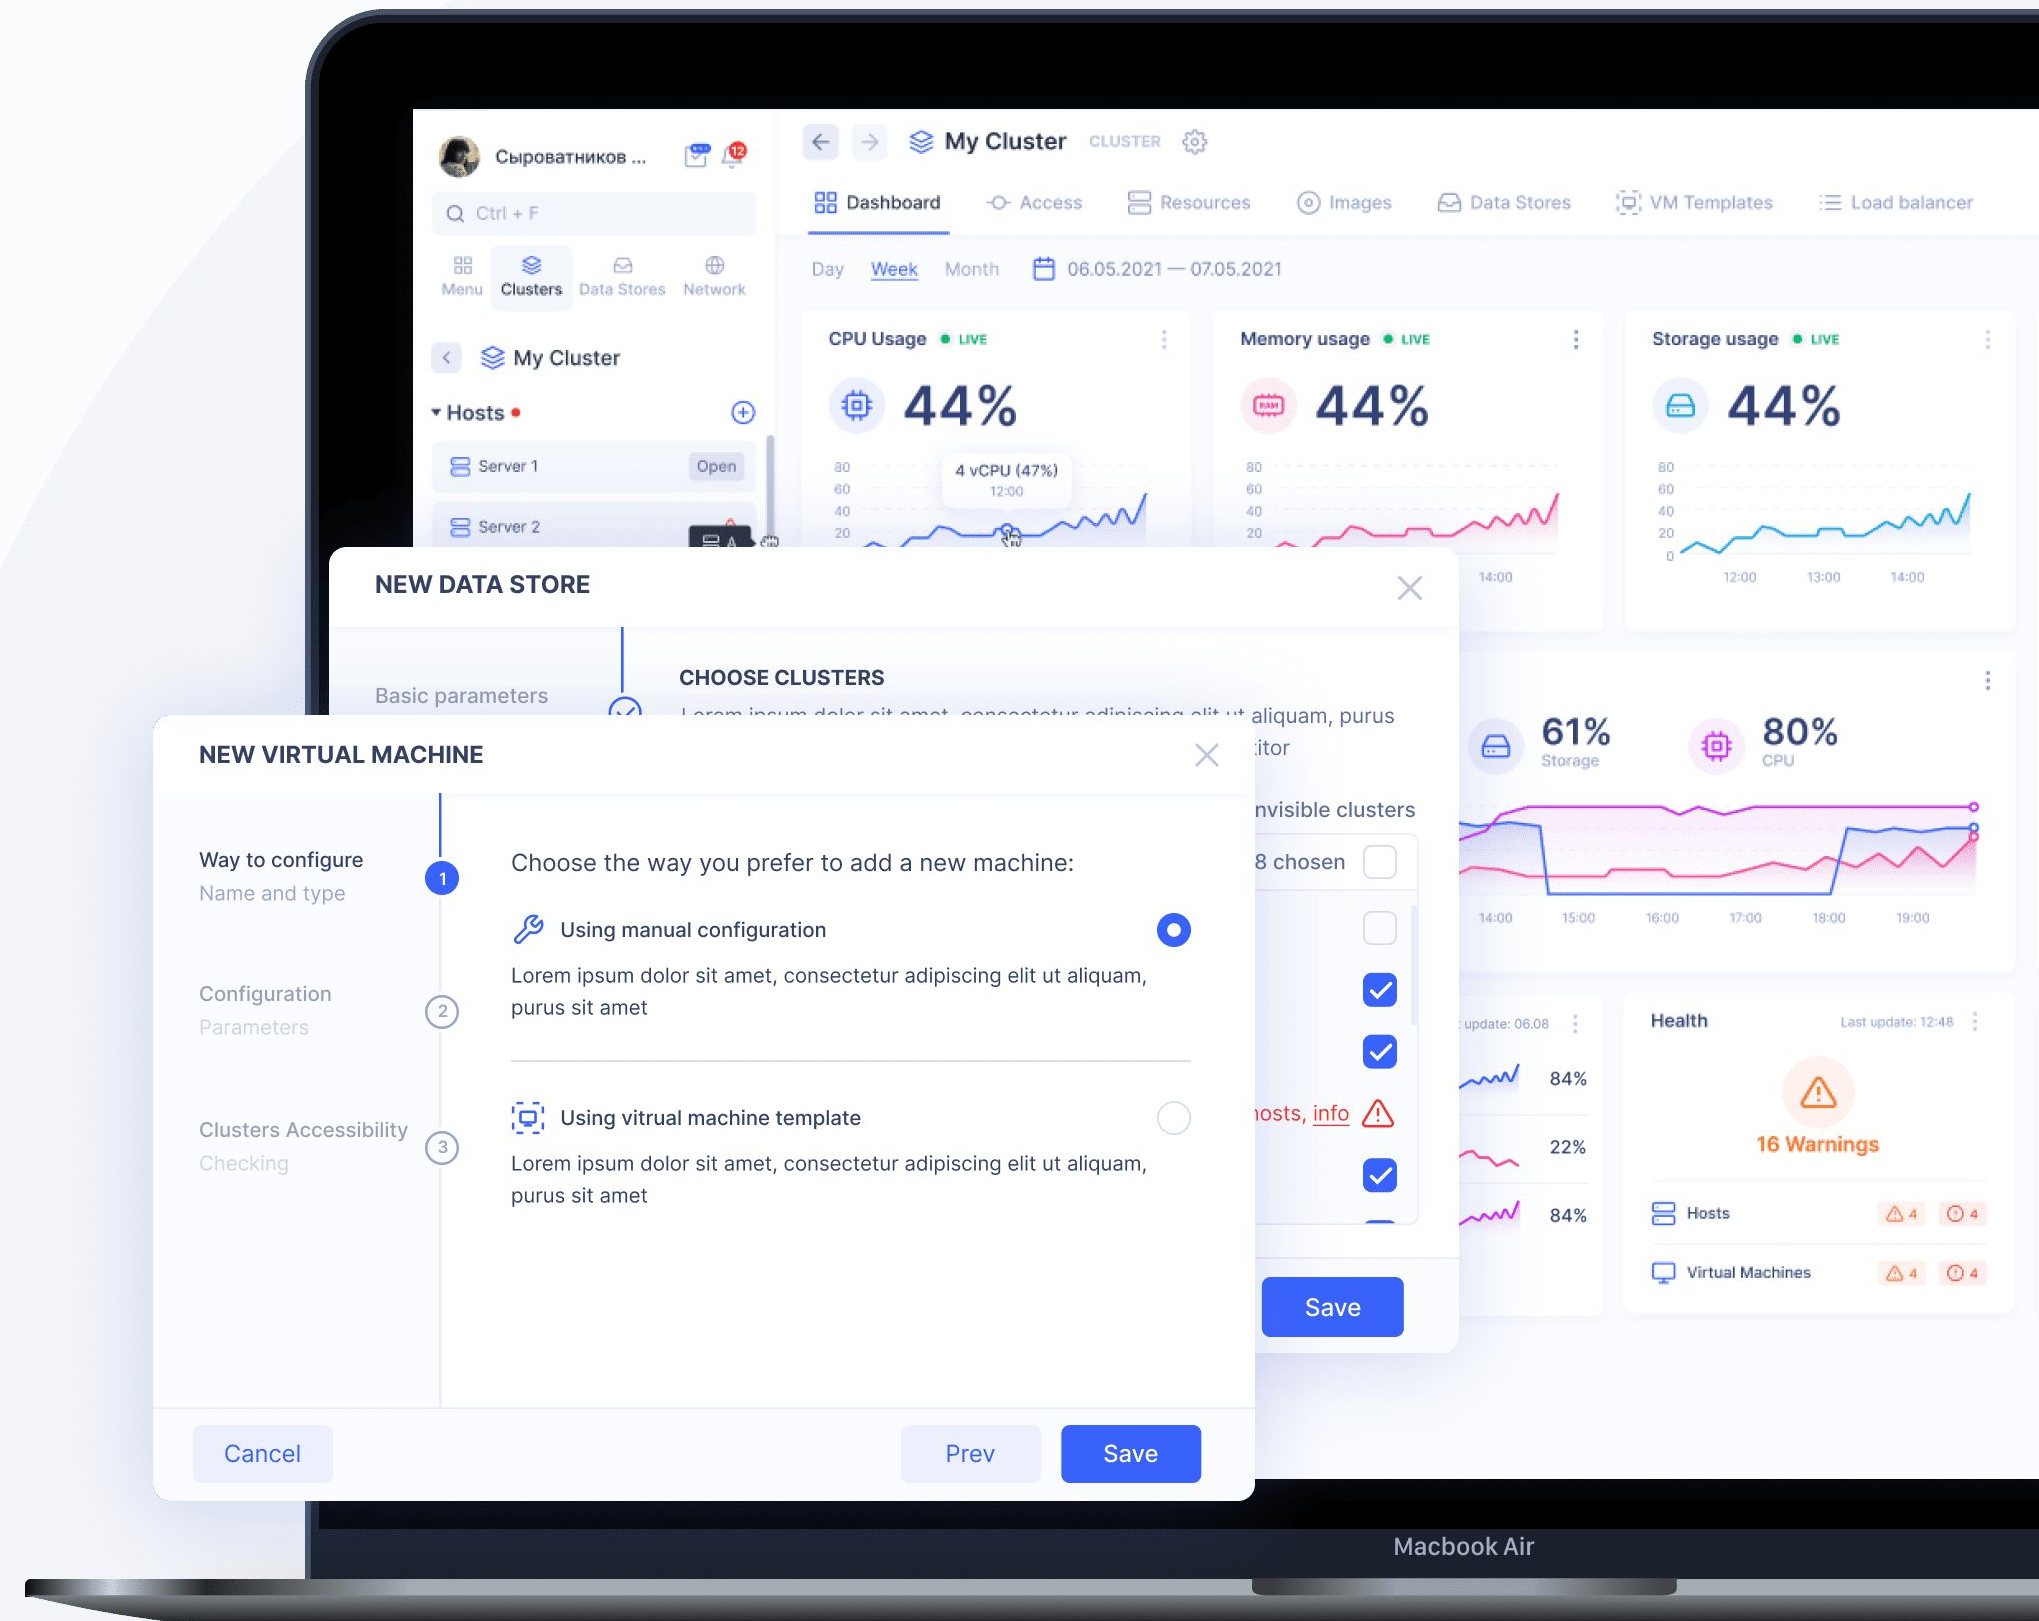 Сыроватников ...
12
Ctrl + F
Menu
Clusters
Data Stores
Network
My Cluster
Hosts
Server 1
Open
Server 2
My Cluster
CLUSTER
Dashboard
Access
Resources
Images
Data Stores
VM Templates
Load balancer
Day
Week
Month
06.05.2021 — 07.05.2021
CPU Usage
LIVE
44%
80
60
40
20
4 vCPU (47%)
12:00
Memory usage
LIVE
RAM
44%
80
60
40
20
14:00
Storage usage
LIVE
44%
80
60
40
20
0
12:00
13:00
14:00
61%
Storage
80%
CPU
14:00
15:00
16:00
17:00
18:00
19:00
update: 06.08
84%
22%
84%
Health
Last update: 12:48
16 Warnings
Hosts
4
4
Virtual Machines
4
4
NEW DATA STORE
Basic parameters
CHOOSE CLUSTERS
aliquam, purus
nvisible clusters
8 chosen
osts, info
Save
NEW VIRTUAL MACHINE
Way to configure
Name and type
1
Configuration
Parameters
2
Clusters Accessibility
Checking
3
Choose the way you prefer to add a new machine:
Using manual configuration
Lorem ipsum dolor sit amet, consectetur adipiscing elit ut aliquam,
purus sit amet
Using vitrual machine template
Lorem ipsum dolor sit amet, consectetur adipiscing elit ut aliquam,
purus sit amet
Cancel
Prev
Save
Macbook Air